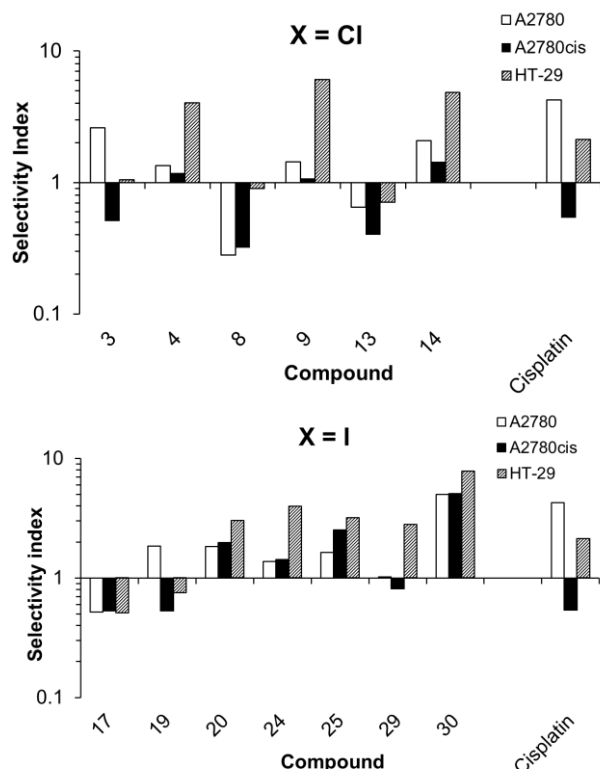 X = Cl
A2780
A2780cis
HT-29
Selectivity Index
10
1
0.1
3
4
8
9
13
14
Cisplatin
Compound
X = I
A2780
A2780cis
HT-29
Selectivity index
10
1
0.1
17
19
20
24
25
29
30
Cisplatin
Compound